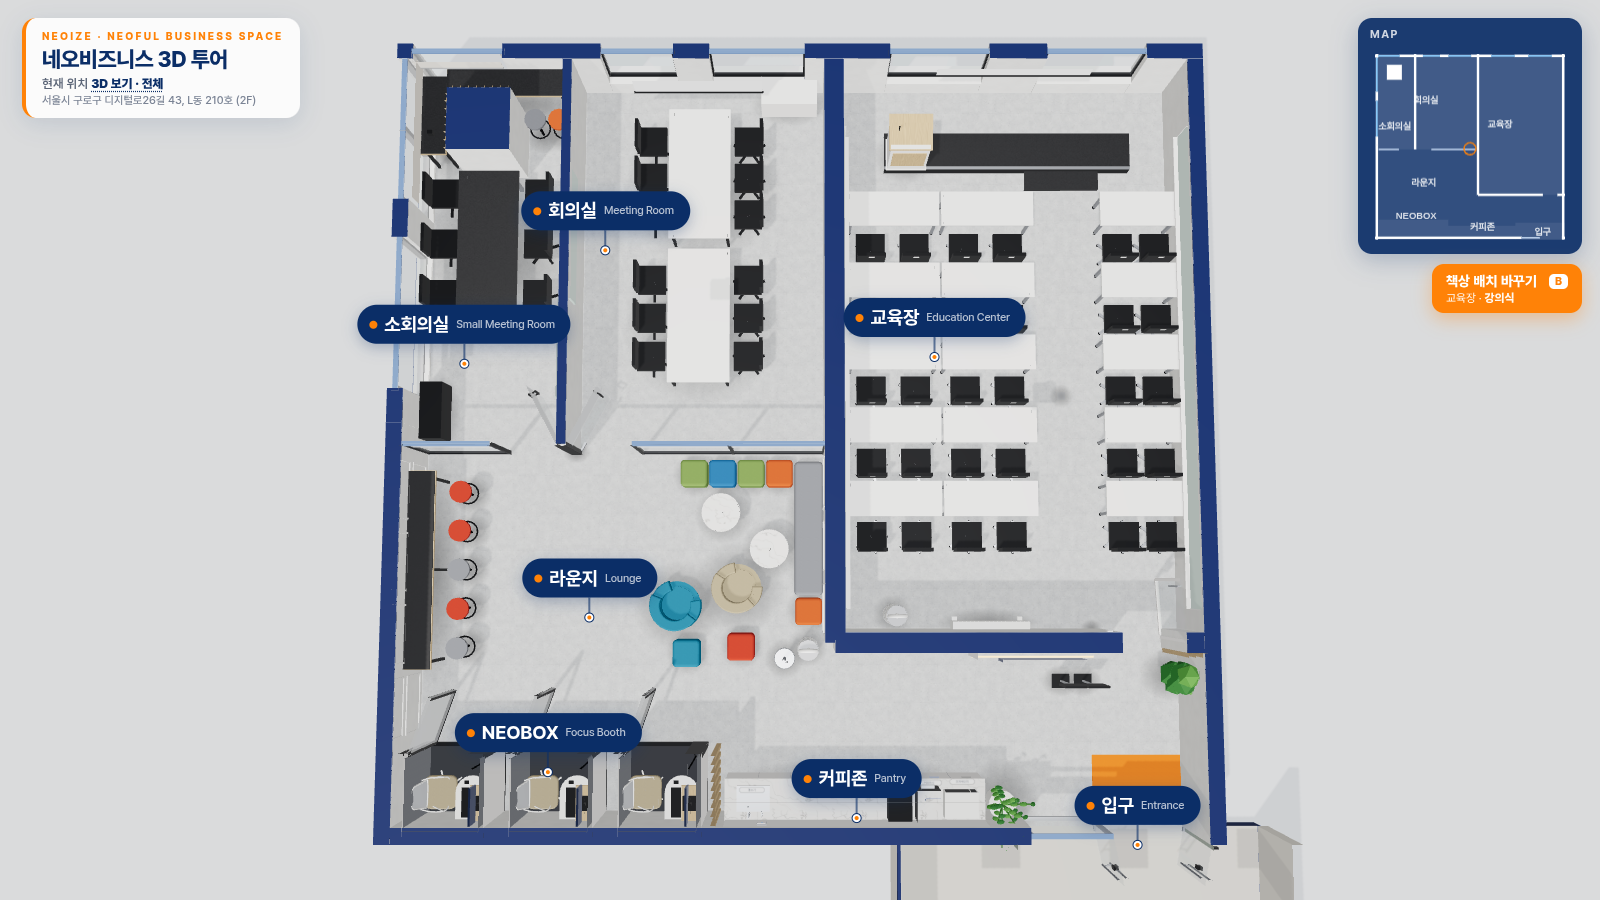 NEOIZE · NEOFUL BUSINESS SPACE
네오비즈니스 3D 투어
현재 위치 3D 보기 · 전체
서울시 구로구 디지털로26길 43, L동 210호 (2F)
MAP
회의실
소회의실
교육장
라운지
NEOBOX
커피존
입구
책상 배치 바꾸기 B
교육장 · 강의식
회의실 Meeting Room
소회의실 Small Meeting Room
교육장 Education Center
라운지 Lounge
NEOBOX Focus Booth
커피존 Pantry
입구 Entrance